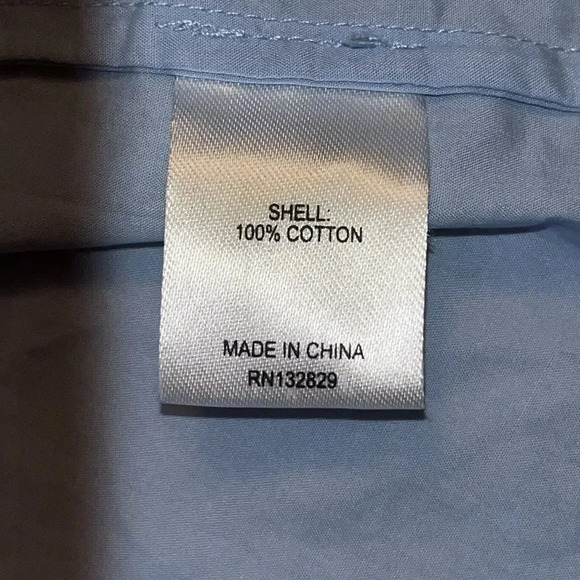 SHELL:
100% COTTON
MADE IN CHINA
RN132829